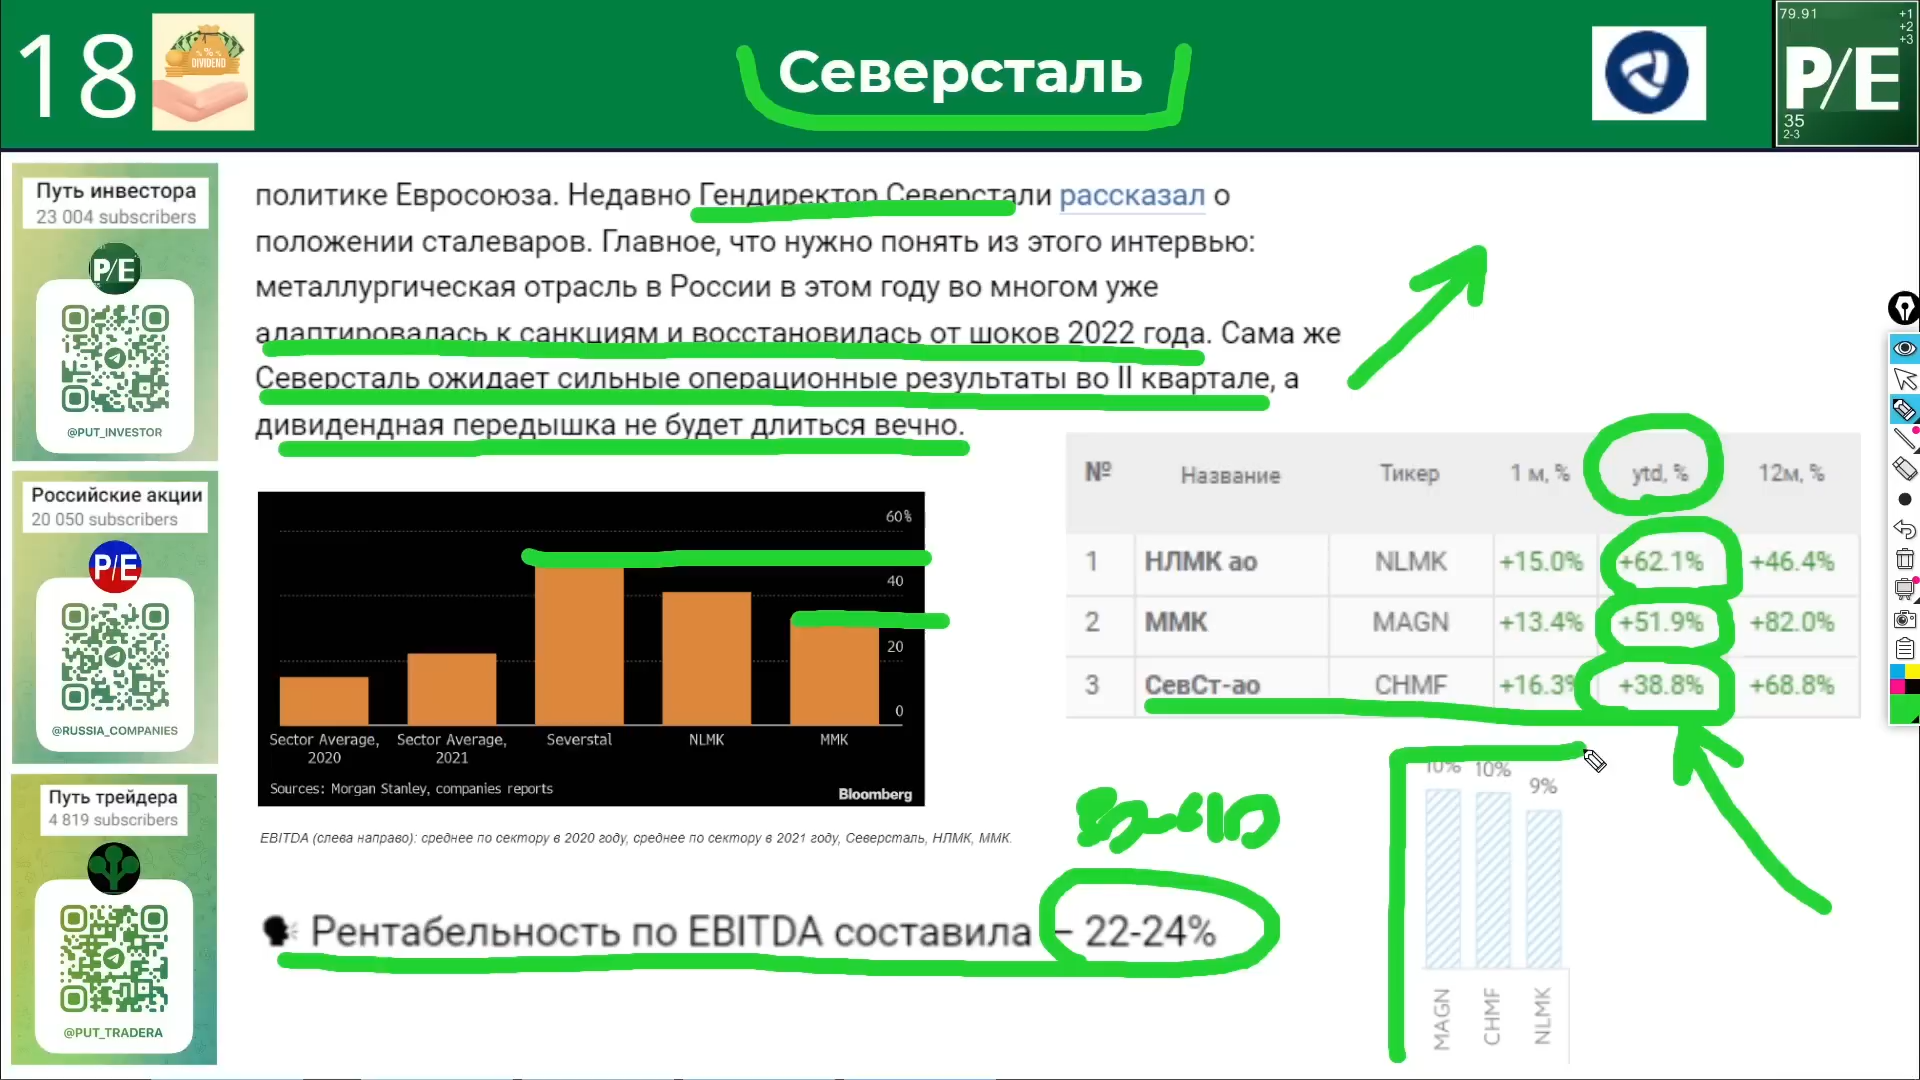 18
DIVIDEND
Северсталь
79.91
+1
+2
+3
P/E
35
2-3
Путь инвестора
23 004 subscribers
P/E
@PUT_INVESTOR
Российские акции
20 050 subscribers
P/E
@RUSSIA_COMPANIES
Путь трейдера
4 819 subscribers
@PUT_TRADERA
политике Евросоюза. Недавно Гендиректор Северстали рассказал о
положении сталеваров. Главное, что нужно понять из этого интервью:
металлургическая отрасль в России в этом году во многом уже
адаптировалась к санкциям и восстановилась от шоков 2022 года. Сама же
Северсталь ожидает сильные операционные результаты во II квартале, а
дивидендная передышка не будет длиться вечно.
60%
40
20
0
Sector Average, 2020
Sector Average, 2021
Severstal
NLMK
MMK
Sources: Morgan Stanley, companies reports
Bloomberg
EBITDA (слева направо): среднее по сектору в 2020 году, среднее по сектору в 2021 году, Северсталь, НЛМК, ММК.
Рентабельность по EBITDA составила – 22-24%
№ Название Тикер 1 м, % ytd, % 12м, %
1 НЛМК ао NLMK +15.0% +62.1% +46.4%
2 ММК MAGN +13.4% +51.9% +82.0%
3 СевСт-ао CHMF +16.3% +38.8% +68.8%
10% 10% 9%
MAGN
CHMF
NLMK